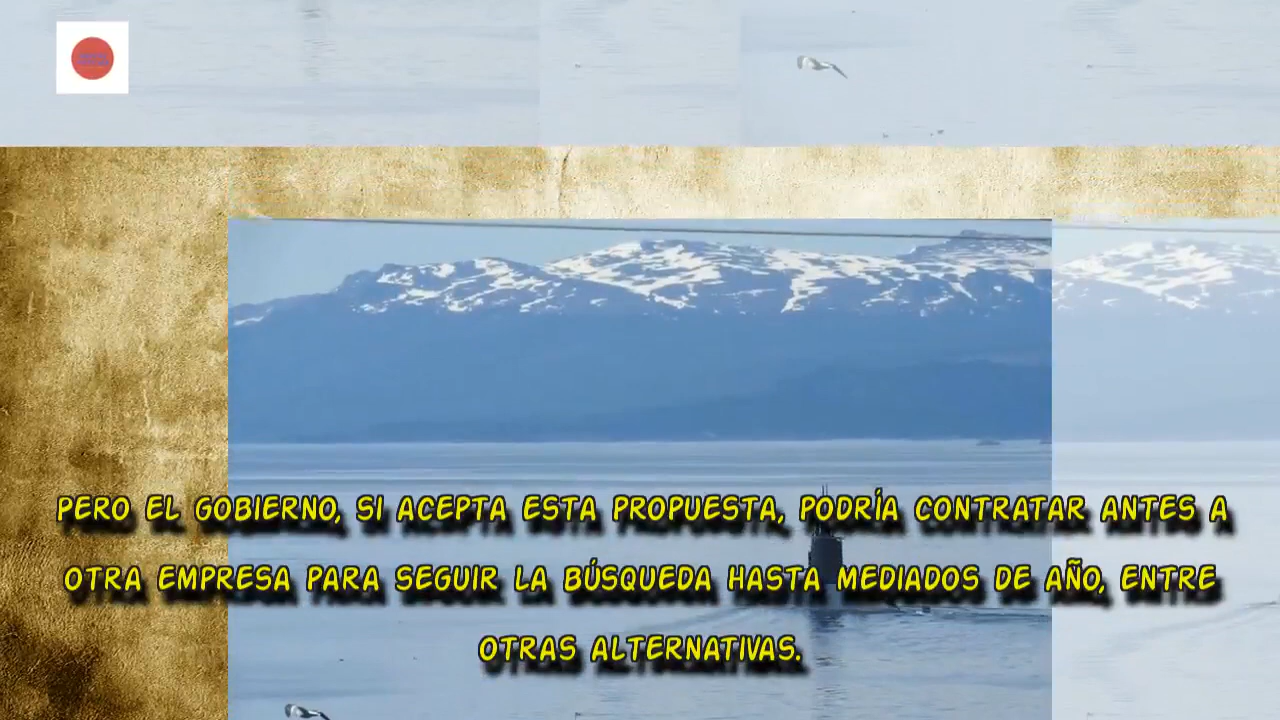 PERO EL GOBIERNO, SI ACEPTA ESTA PROPUESTA, PODRÍA CONTRATAR ANTES A
OTRA EMPRESA PARA SEGUIR LA BÚSQUEDA HASTA MEDIADOS DE AÑO, ENTRE
OTRAS ALTERNATIVAS.